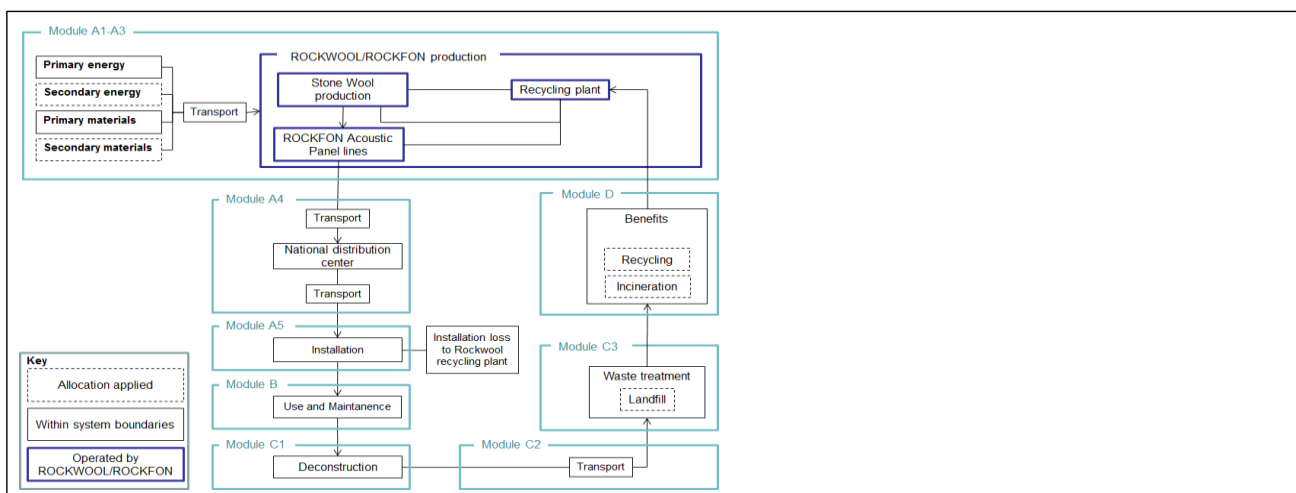 Module A1-A3
Primary energy
Secondary energy
Primary materials
Secondary materials
Transport
ROCKWOOL/ROCKFON production
Stone Wool
production
Recycling plant
ROCKFON Acoustic
Panel lines
Module A4
Transport
National distribution
center
Transport
Module A5
Installation
Installation loss
to Rockwool
recycling plant
Module B
Use and Maintanence
Module C1
Deconstruction
Module C2
Transport
Module C3
Waste treatment
Landfill
Module D
Benefits
Recycling
Incineration
Key
Allocation applied
Within system boundaries
Operated by
ROCKWOOL/ROCKFON